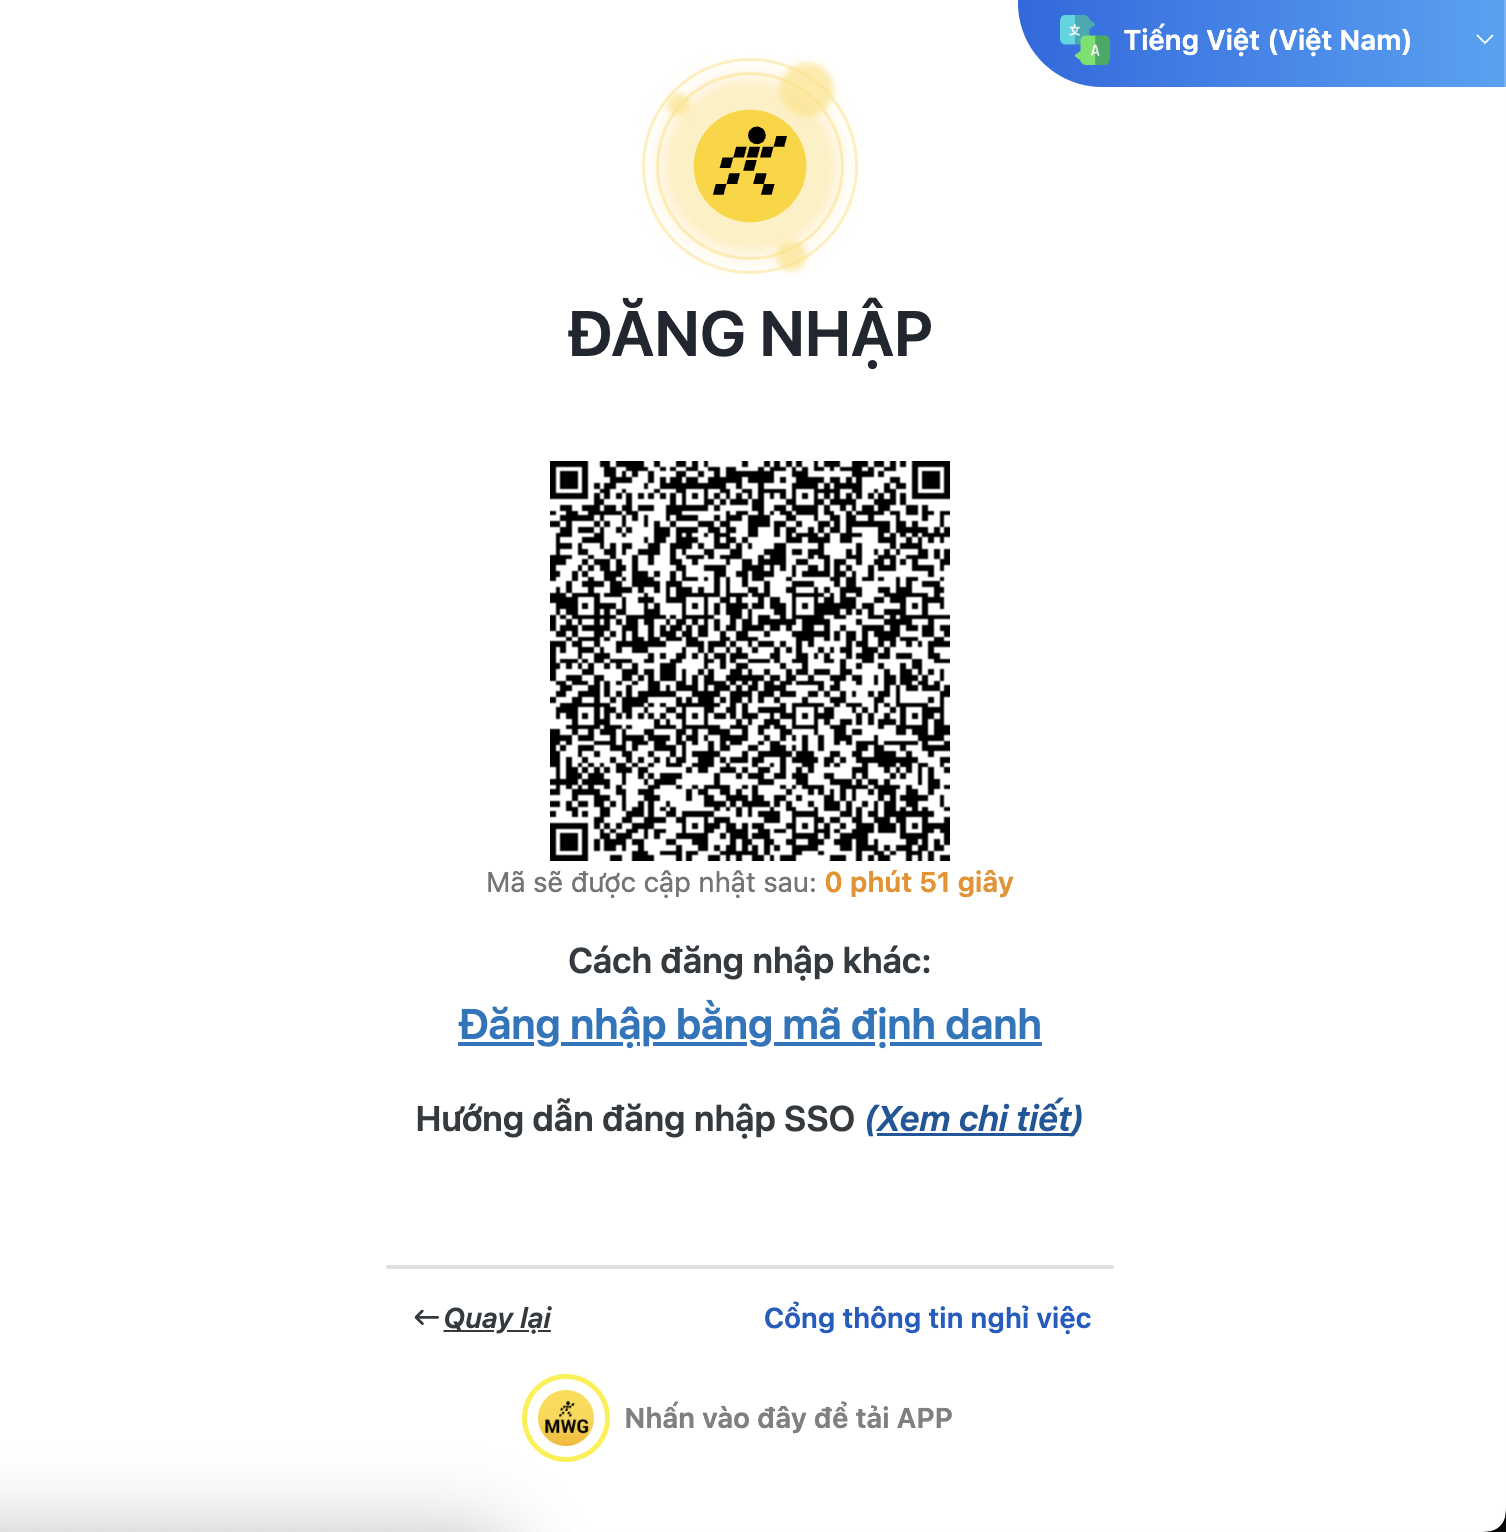 文
A
Tiếng Việt (Việt Nam)
ĐĂNG NHẬP
Mã sẽ được cập nhật sau: 0 phút 51 giây
Cách đăng nhập khác:
Đăng nhập bằng mã định danh
Hướng dẫn đăng nhập SSO (Xem chi tiết)
Quay lại
Cổng thông tin nghỉ việc
MWG
Nhấn vào đây để tải APP